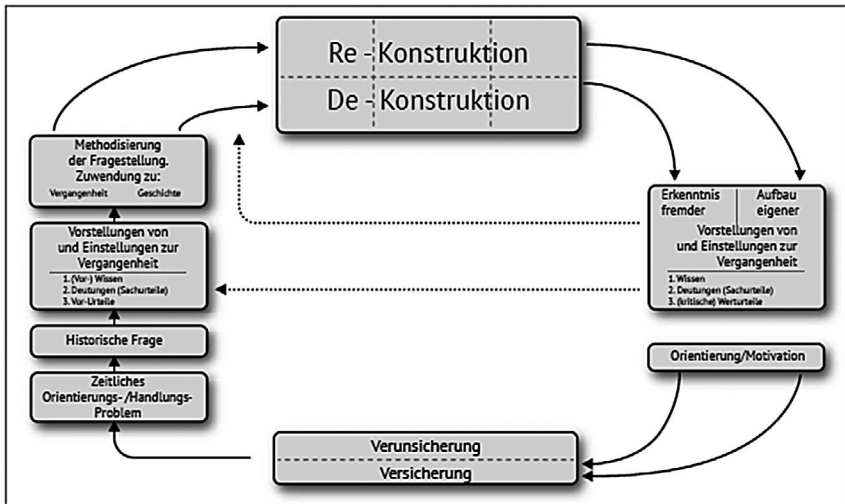 Re - Konstruktion
De - Konstruktion
Methodisierung
der Fragestellung.
Zuwendung zu:
Vergangenheit Geschichte
Vorstellungen von
und Einstellungen zur
Vergangenheit
1. (Vor-) Wissen
2. Deutungen (Sachurteile)
3. Vor-Urteile
Historische Frage
Zeitliches
Orientierungs- /Handlungs-
Problem
Erkenntnis
fremder
Aufbau
eigener
Vorstellungen von
und Einstellungen zur
Vergangenheit
1. Wissen
2. Deutungen (Sachurteile)
3. (kritische) Werturteile
Orientierung/Motivation
Verunsicherung
Versicherung